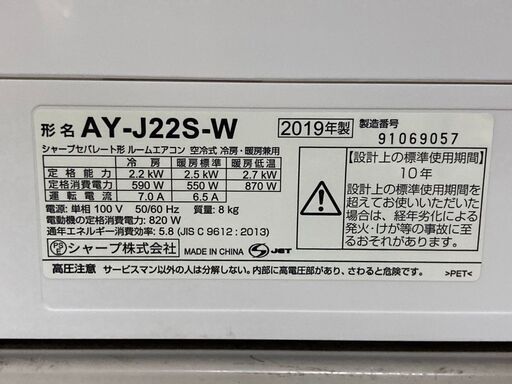 形名 AY-J22S-W 2019年製 製造番号 91069057
シャープセパレート形 ルームエアコン 空冷式 冷房・暖房兼用
冷房 暖房標準 暖房低温
定格能力 2.2 kW 2.5 kW 2.7 kW
定格消費電力 590 W 550 W 870 W
運転電流 7.0 A 6.5 A
電源: 単相 100 V 50/60 Hz 質量: 8 kg
電動機の定格消費電力: 820 W
通年エネルギー消費効率: 5.8 (JIS C 9612 : 2013)
PS E シャープ株式会社 MADE IN CHINA S JET
【設計上の標準使用期間】
10年
設計上の標準使用期間を
超えてお使いいただいた
場合は、経年劣化による
発火・けが等の事故に至
るおそれがあります。
高圧注意 サービスマン以外の人は分解しない。内部に高電圧部があり、さわると危険です。 >PET<